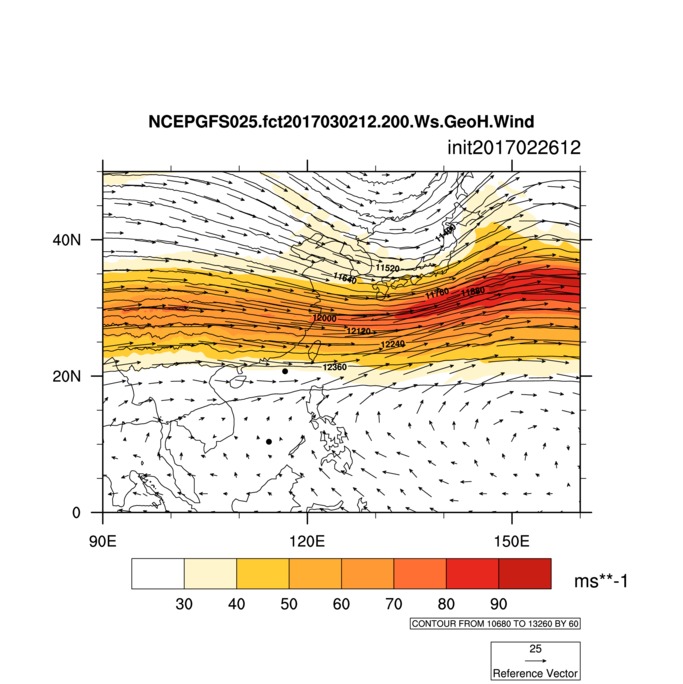 NCEPGFS025.fct2017030212.200.Ws.GeoH.Wind
init2017022612
40N
20N
0
11400
11520
11640
11760
11880
12000
12120
12240
12360
90E
120E
150E
30
40
50
60
70
80
90
ms**-1
CONTOUR FROM 10680 TO 13260 BY 60
25
Reference Vector